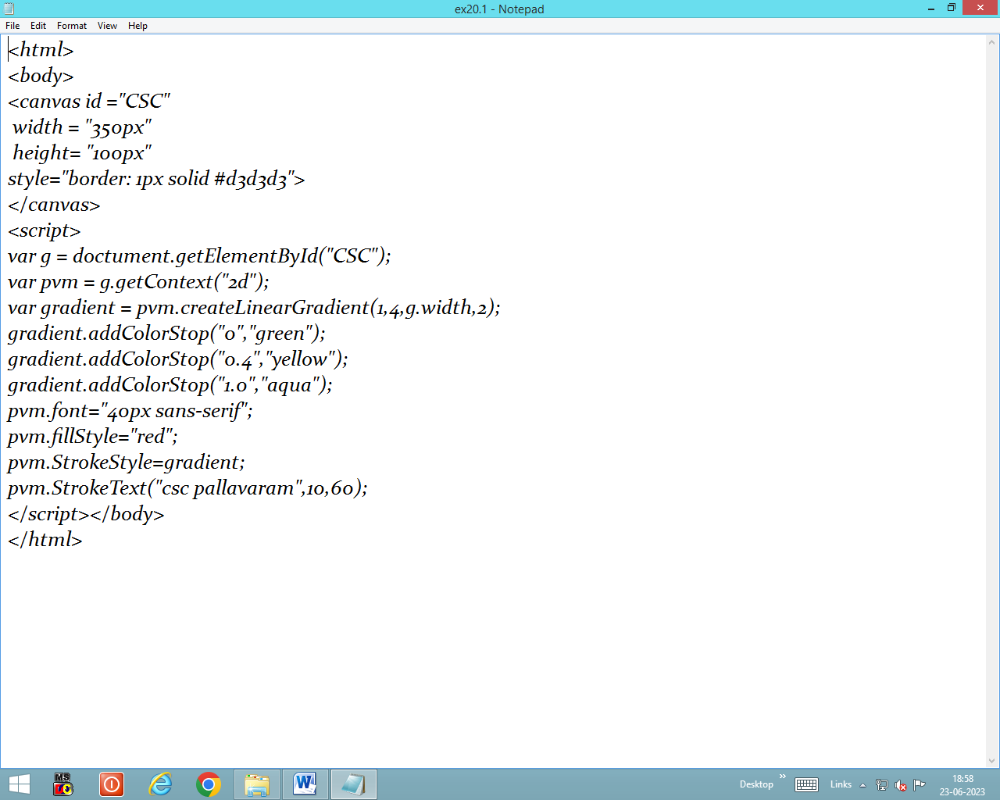 ex20.1 - Notepad
File Edit Format View Help
<html>
<body>
<canvas id ="CSC"
 width = "350px"
 height= "100px"
style="border: 1px solid #d3d3d3">
</canvas>
<script>
var g = doctument.getElementById("CSC");
var pvm = g.getContext("2d");
var gradient = pvm.createLinearGradient(1,4,g.width,2);
gradient.addColorStop("0","green");
gradient.addColorStop("0.4","yellow");
gradient.addColorStop("1.0","aqua");
pvm.font="40px sans-serif";
pvm.fillStyle="red";
pvm.StrokeStyle=gradient;
pvm.StrokeText("csc pallavaram",10,60);
</script></body>
</html>
MS
Desktop » Links 18:58
23-06-2023